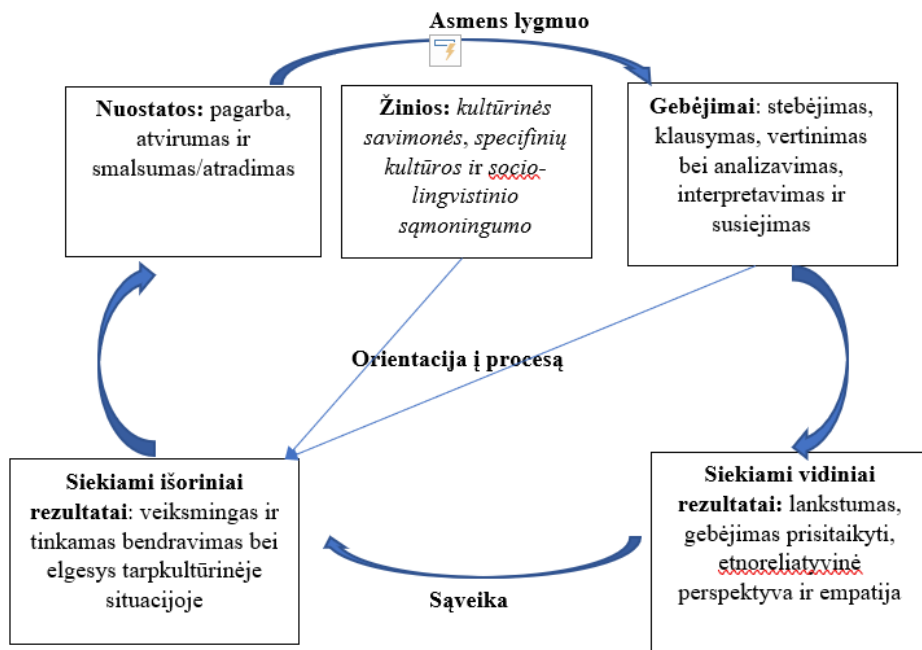 Asmens lygmuo
Nuostatos: pagarba,
atvirumas ir
smalsumas/atradimas
Žinios: kultūrinės
savimonės, specifinių
kultūros ir socio-
lingvistinio
sąmoningumo
Gebėjimai: stebėjimas,
klausymas, vertinimas
bei analizavimas,
interpretavimas ir
susiejimas
Orientacija į procesą
Siekiami išoriniai
rezultatai: veiksmingas ir
tinkamas bendravimas bei
elgesys tarpkultūrinėje
situacijoje
Siekiami vidiniai
rezultatai: lankstumas,
gebėjimas prisitaikyti,
etnoreliatyvinė
perspektyva ir empatija
Sąveika